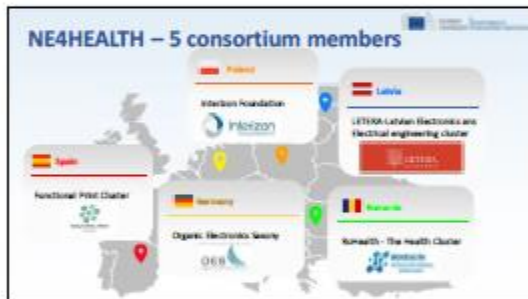 NE4HEALTH – 5 consortium members
Poland
Interizon Foundation
interizon
Latvia
LETERA-Latvian Electronics and
Electrical engineering cluster
LETERA
Spain
Functional Print Cluster
Germany
Organic Electronics Saxony
OES
Romania
RoHealth - The Health Cluster
ROHEALTH